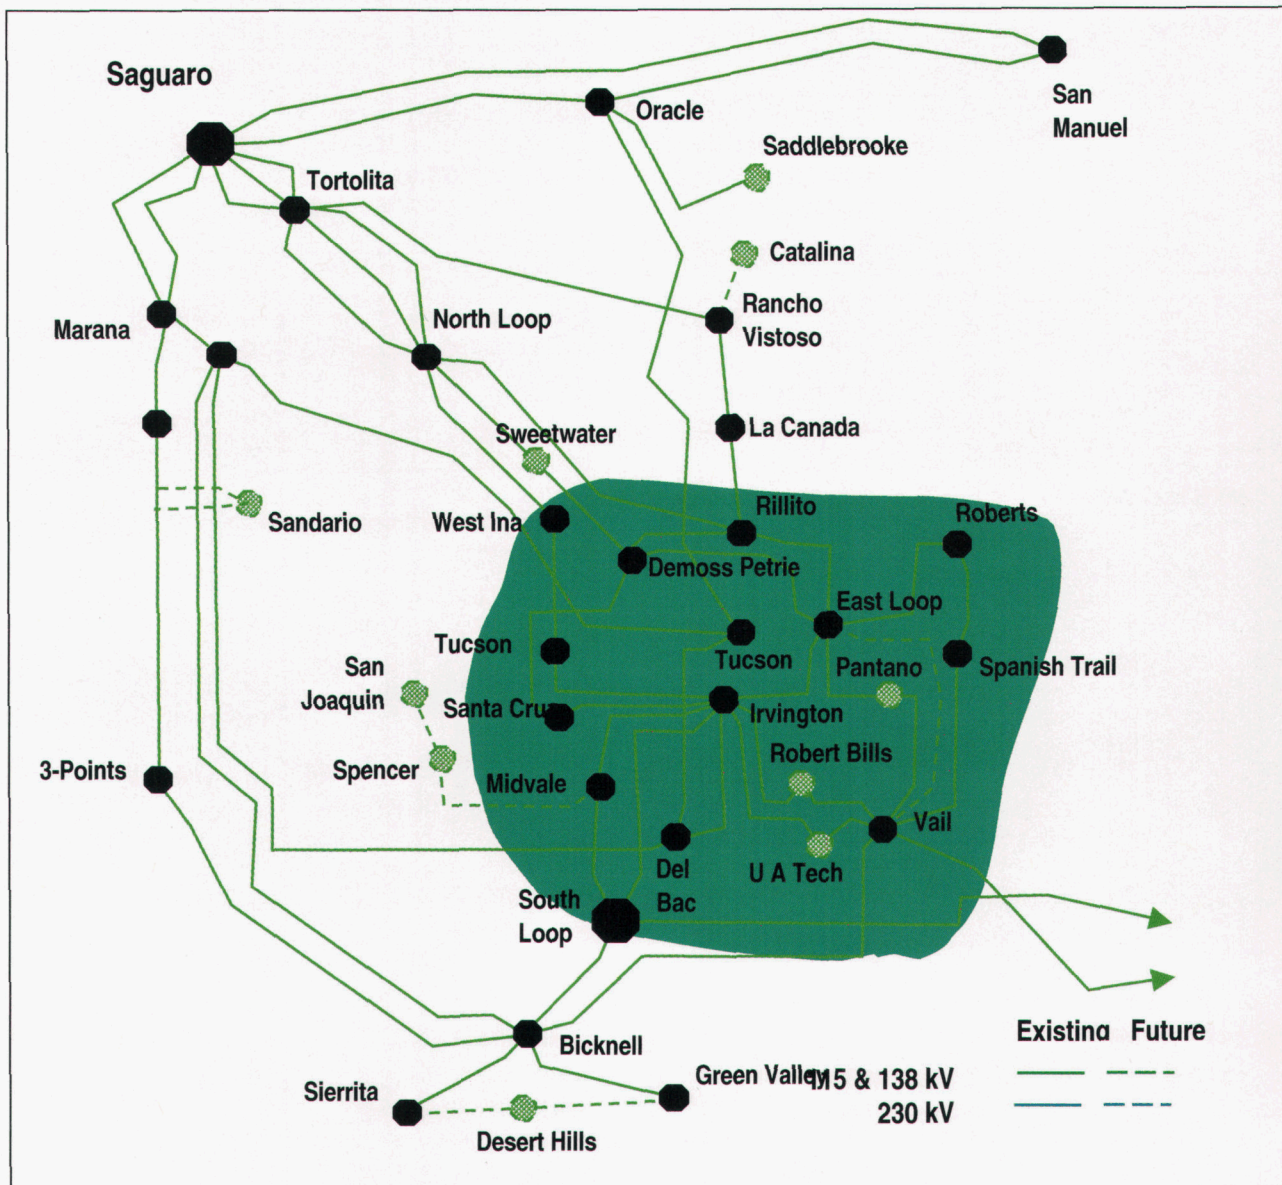 Saguaro
Oracle
San
Manuel
Saddlebrooke
Tortolita
Catalina
Rancho
Vistoso
Marana
North Loop
La Canada
Sweetwater
Sandario
West Ina
Rillito
Roberts
Demoss Petrie
East Loop
Tucson
Tucson
Pantano
Spanish Trail
San
Joaquin
Santa Cruz
Irvington
3-Points
Spencer
Midvale
Robert Bills
Vail
Del
Bac
U A Tech
South
Loop
Bicknell
Existing Future
Sierrita
Green Valley
115 & 138 kV
230 kV
Desert Hills